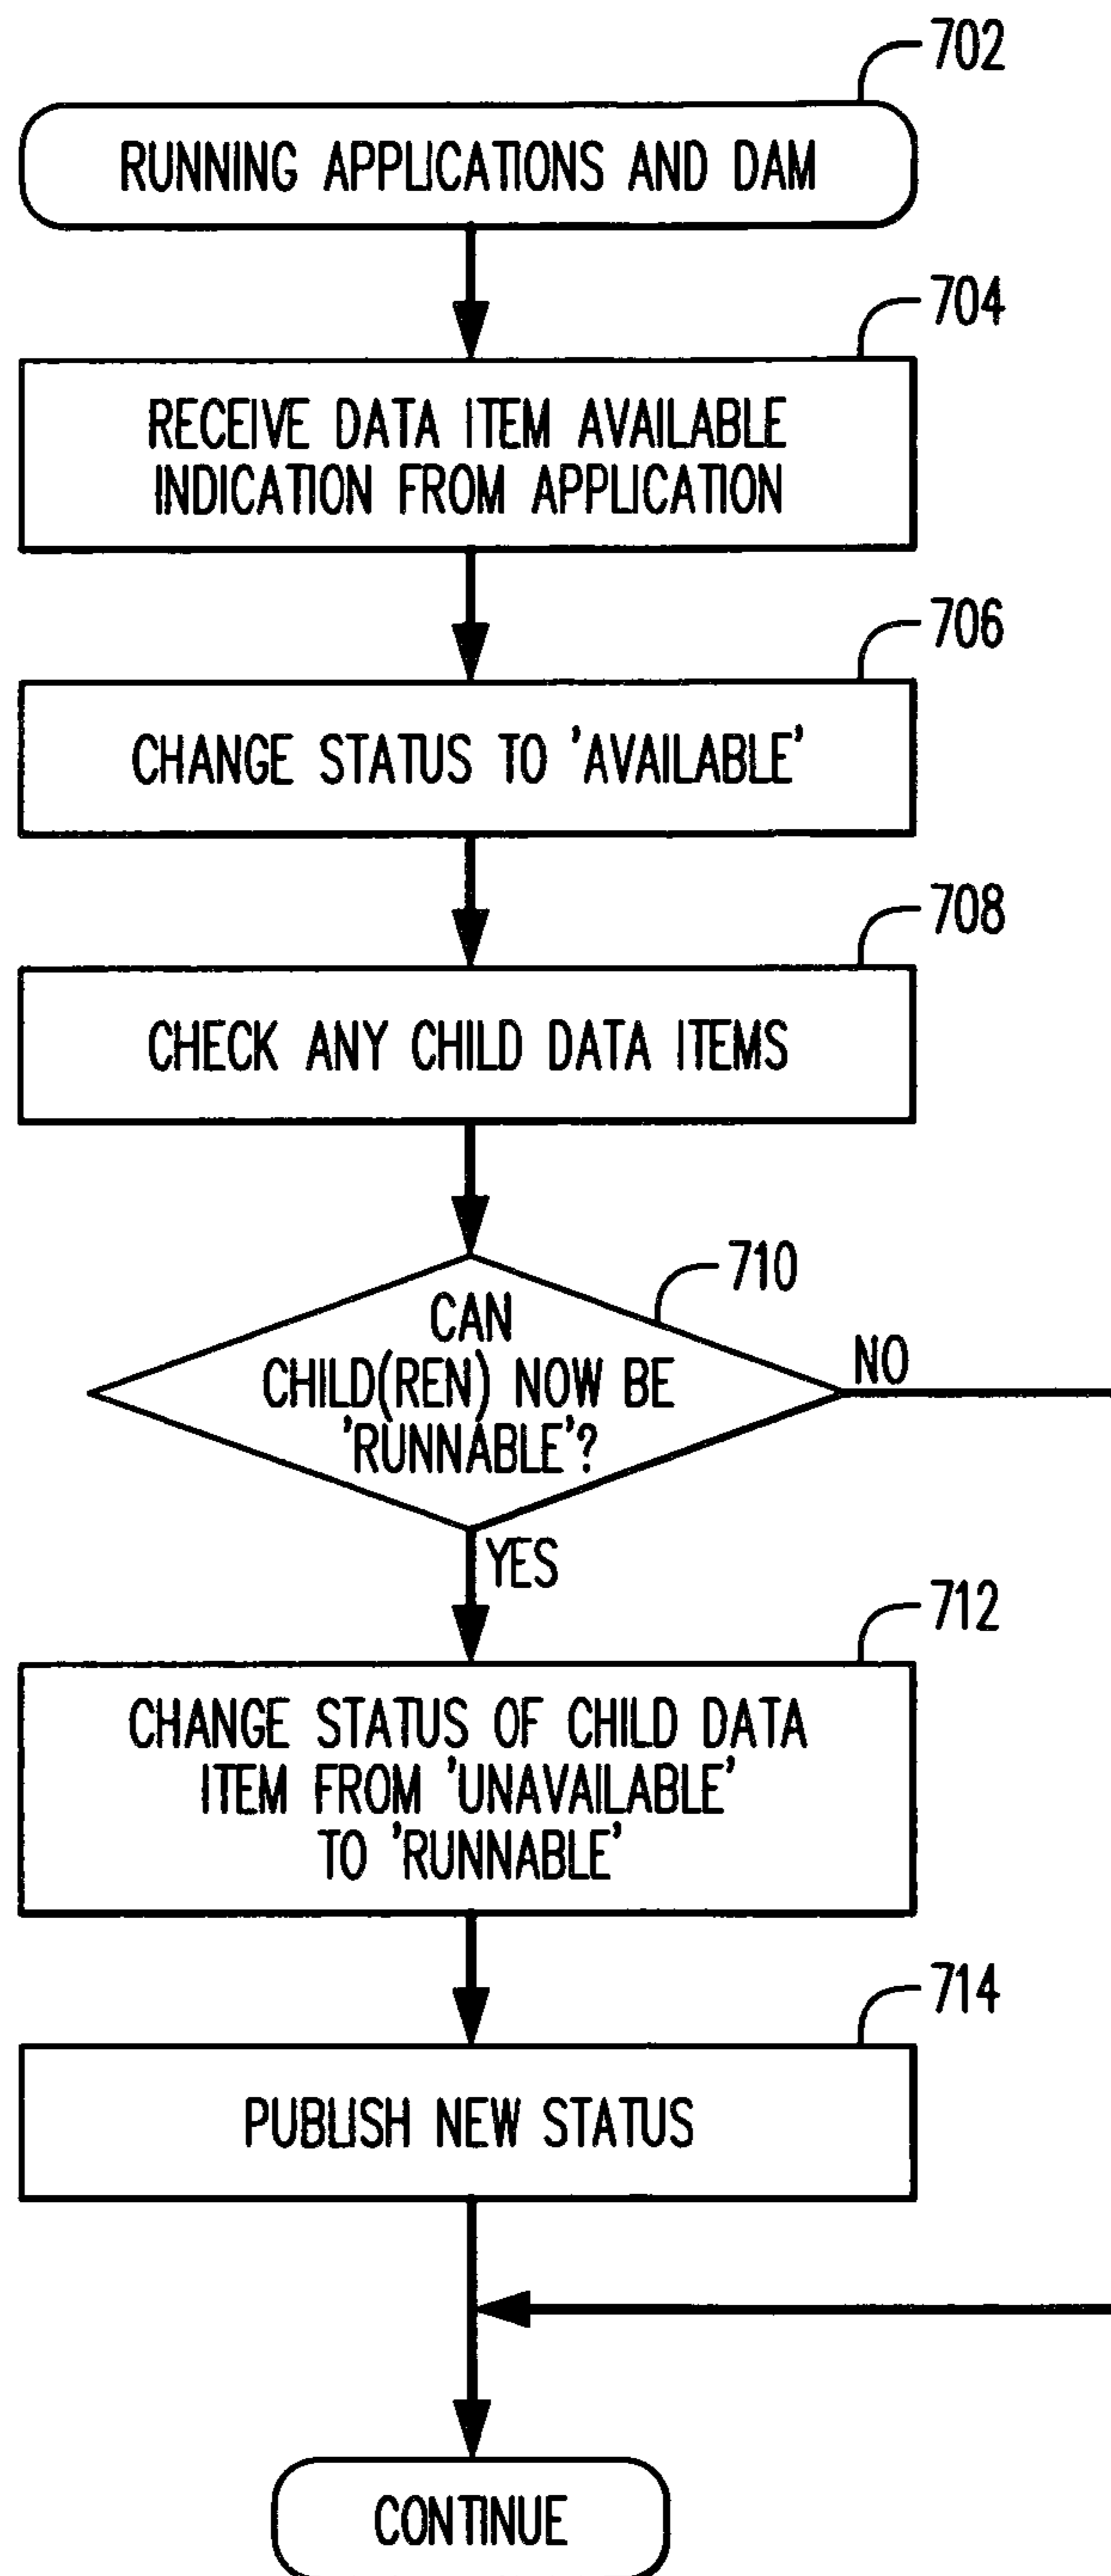 702
RUNNING APPLICATIONS AND DAM
704
RECEIVE DATA ITEM AVAILABLE
INDICATION FROM APPLICATION
706
CHANGE STATUS TO 'AVAILABLE'
708
CHECK ANY CHILD DATA ITEMS
710
CAN
CHILD(REN) NOW BE
'RUNNABLE'?
NO
YES
712
CHANGE STATUS OF CHILD DATA
ITEM FROM 'UNAVAILABLE'
TO 'RUNNABLE'
714
PUBLISH NEW STATUS
CONTINUE